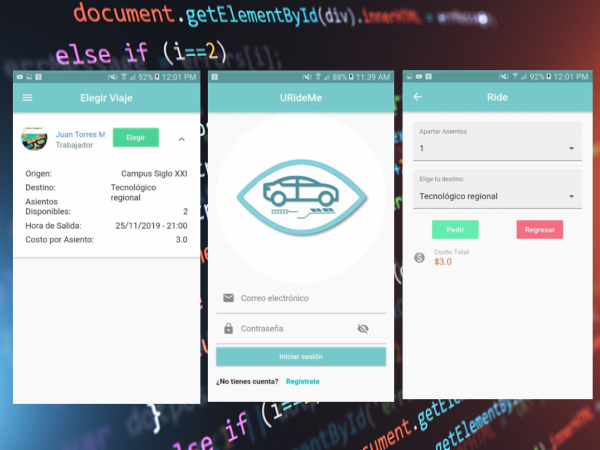 document.getElementById(div).innerHTML
else if (i==2)
92% 12:01 PM
Elegir Viaje
Juan Torres M
Trabajador
Elegir
Origen: Campus Siglo XXI
Destino: Tecnológico regional
Asientos Disponibles: 2
Hora de Salida: 25/11/2019 - 21:00
Costo por Asiento: 3.0
88% 11:39 AM
URideMe
Correo electrónico
Contraseña
Iniciar sesión
¿No tienes cuenta? Regístrate
92% 12:01 PM
Ride
Apartar Asientos
1
Elige tu destino:
Tecnológico regional
Pedir
Regresar
Costo Total
$3.0
}
else if (i==
document.getEle
getElementById